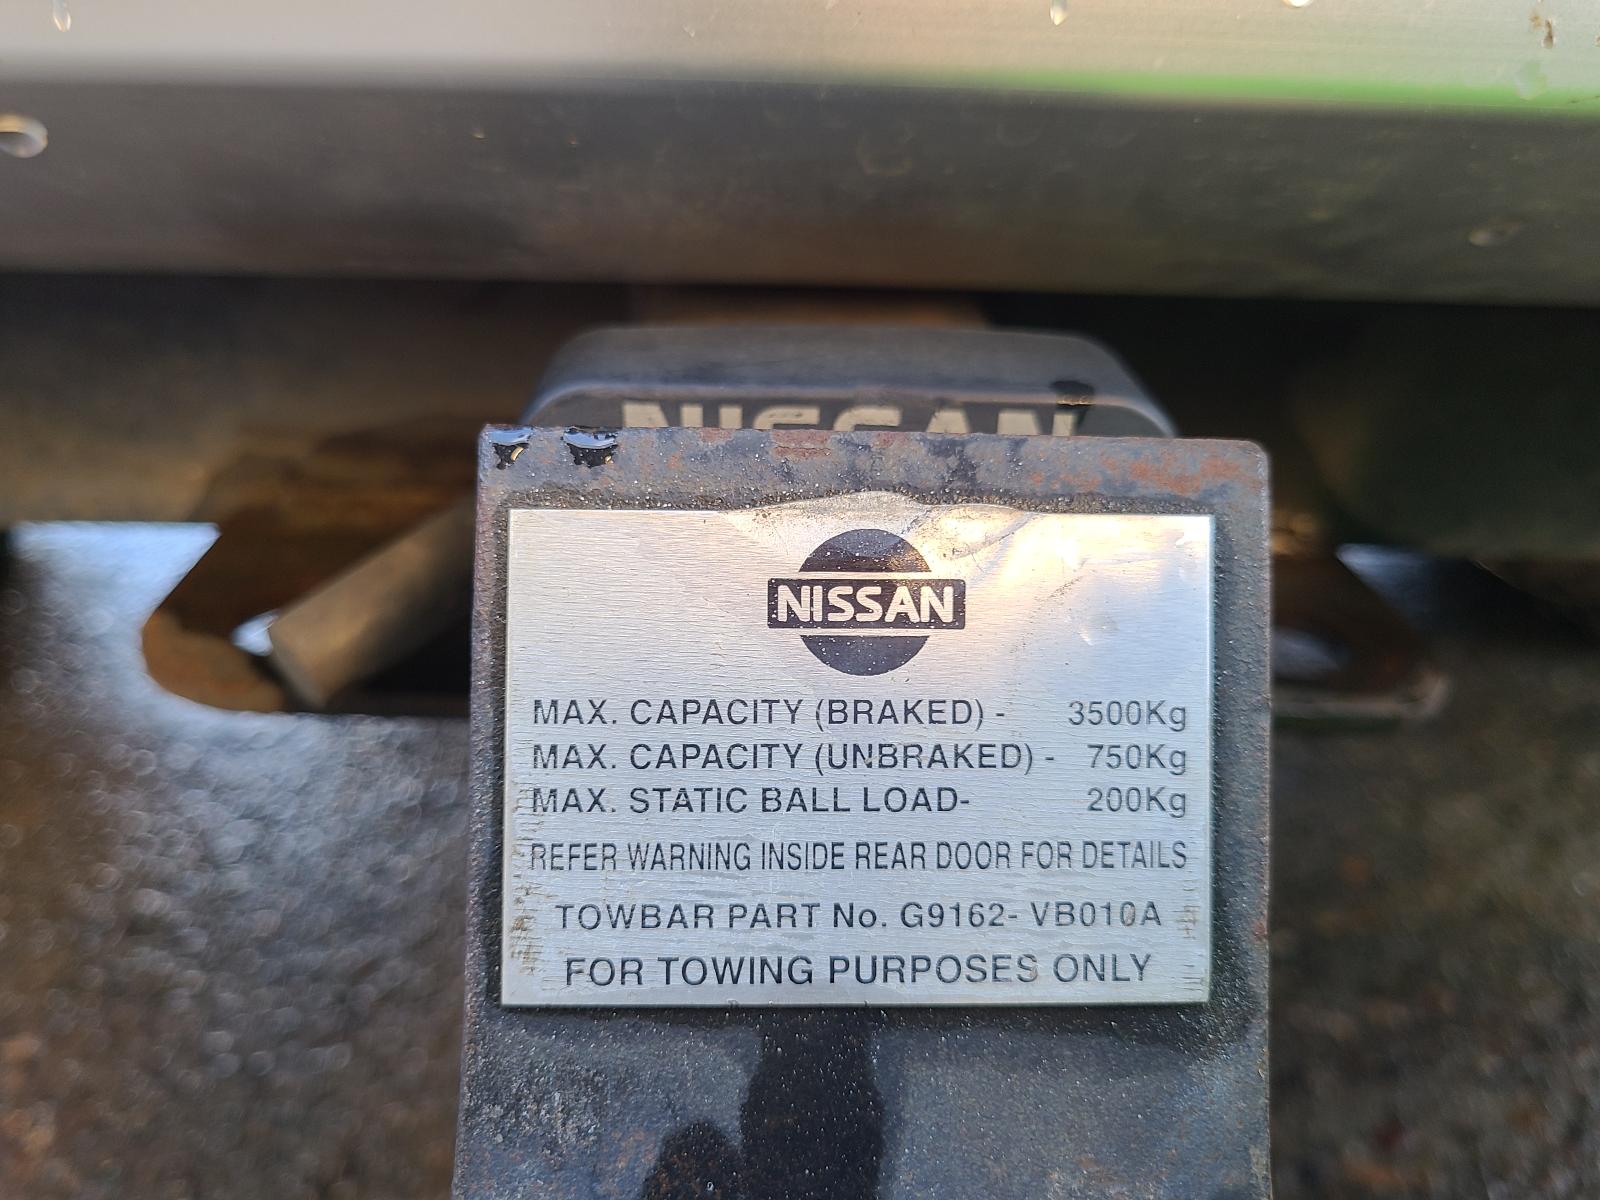 NISSAN
NISSAN
MAX. CAPACITY (BRAKED) - 3500Kg
MAX. CAPACITY (UNBRAKED) - 750Kg
MAX. STATIC BALL LOAD- 200Kg
REFER WARNING INSIDE REAR DOOR FOR DETAILS
TOWBAR PART No. G9162- VB010A
FOR TOWING PURPOSES ONLY